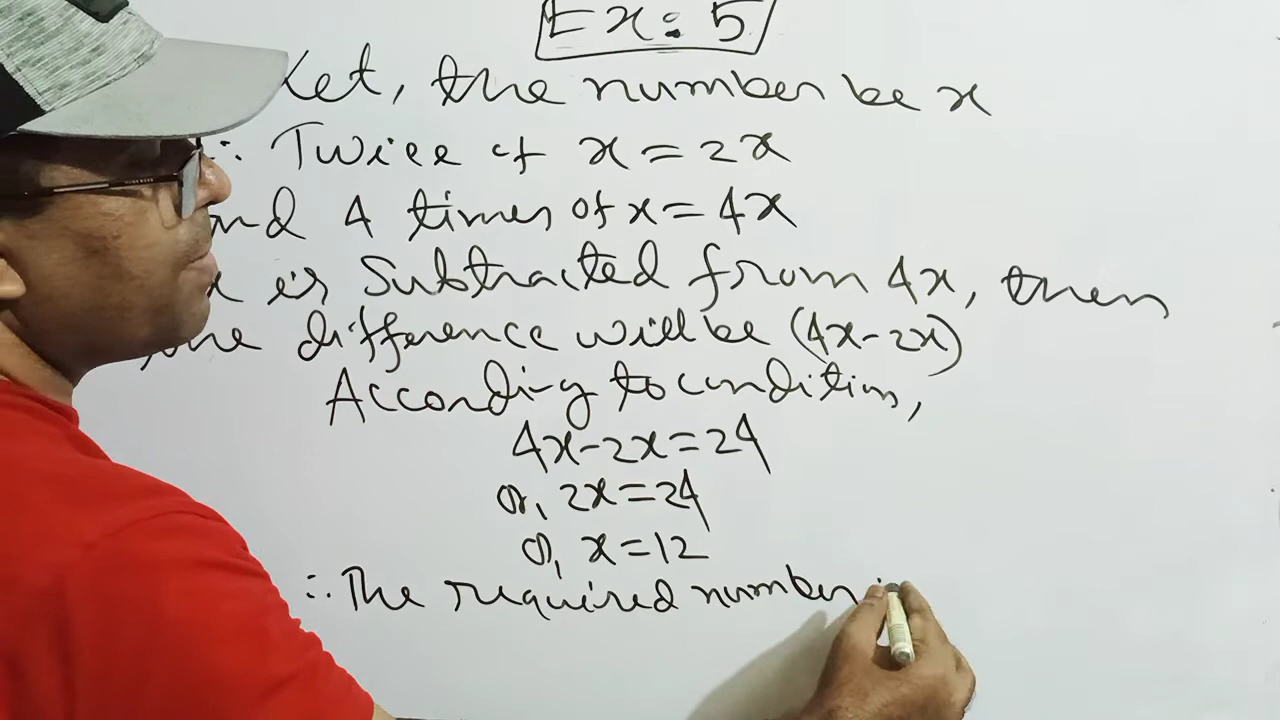 Ex: 5
Let, the number be x
∴ Twice of x = 2x
nd 4 times of x = 4x
x is Subtracted from 4x, then
the difference will be (4x-2x)
According to condition,
4x-2x=24
or, 2x=24
or, x=12
∴ The required number